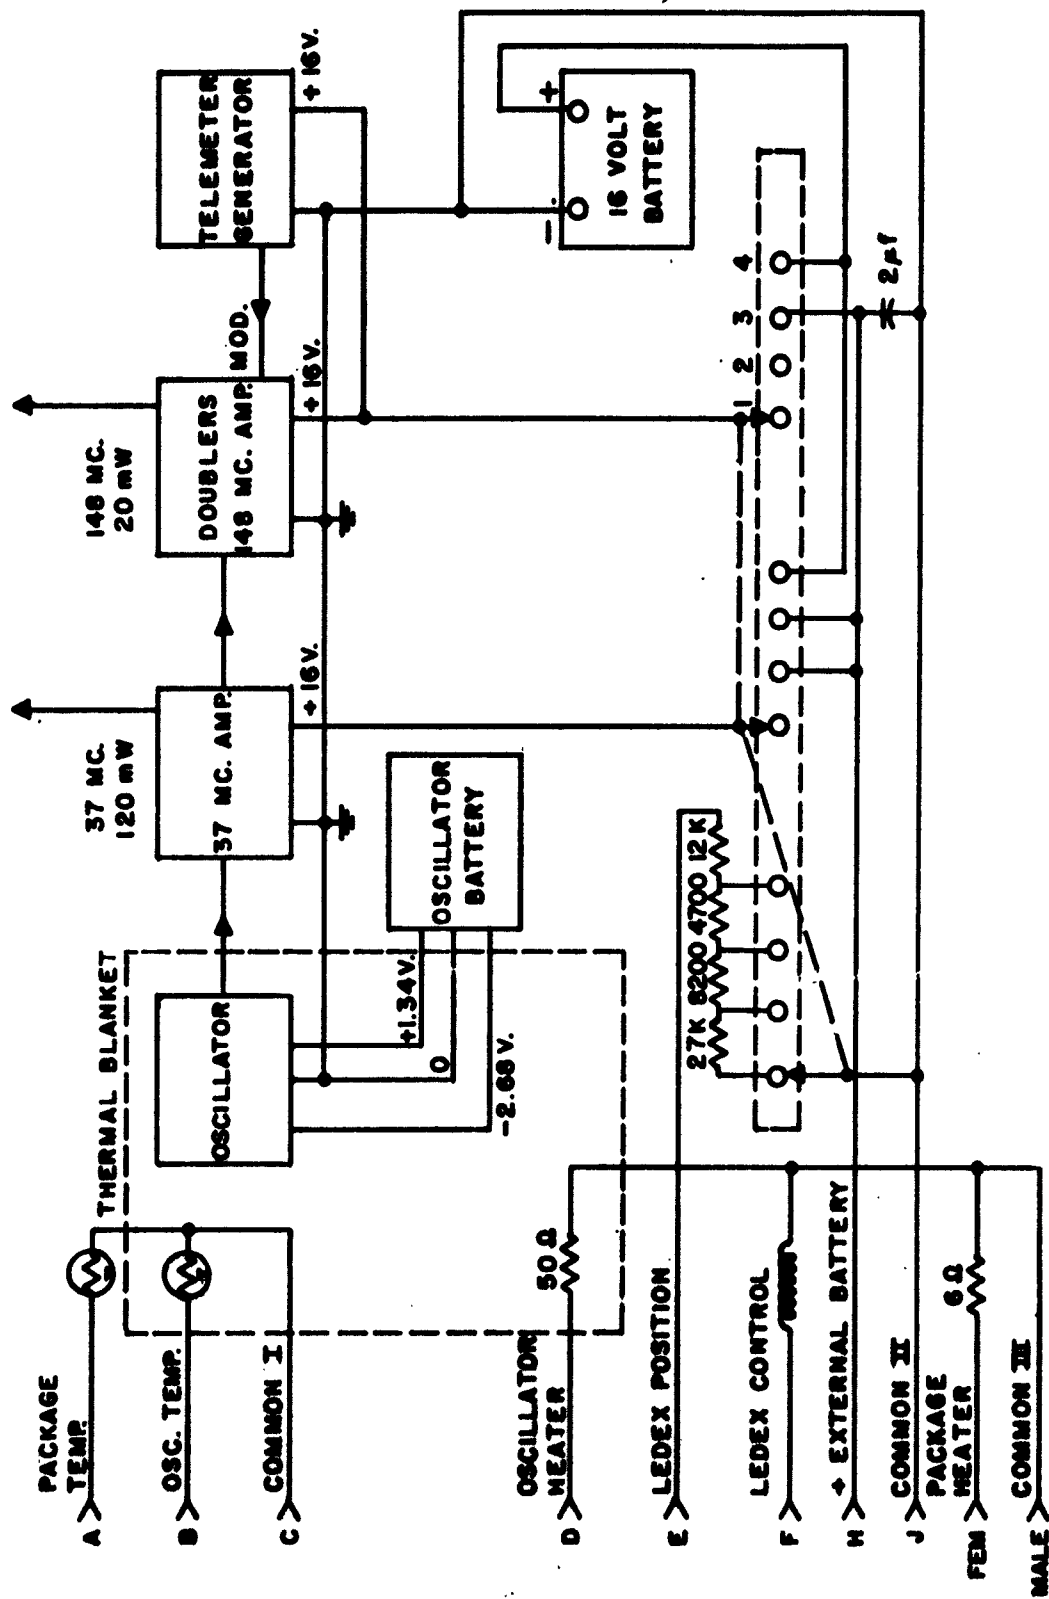 PACKAGE
TEMP.
A
OSC. TEMP.
B
COMMON I
C
THERMAL BLANKET
OSCILLATOR
+1.34V.
0
-2.68 V.
OSCILLATOR
BATTERY
37 MC.
120 mW
37 MC. AMP.
+ 16V.
148 MC.
20 mW
DOUBLERS
148 MC. AMP. MOD.
+ 16V.
TELEMETER
GENERATOR
+ 16V.
+
-
16 VOLT
BATTERY
OSCILLATOR
HEATER
D
50 Ω
LEDEX POSITION
E
27K 8200 4700 12K
1 2 3 4
LEDEX CONTROL
F
+ EXTERNAL BATTERY
H
2µf
COMMON II
J
PACKAGE
HEATER
FEM
6 Ω
COMMON III
MALE